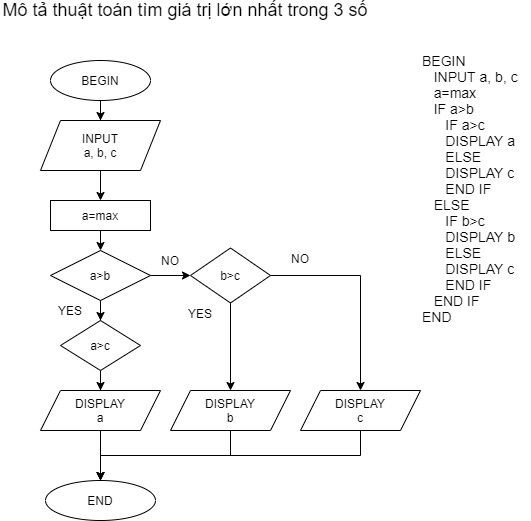 Mô tả thuật toán tìm giá trị lớn nhất trong 3 số
BEGIN
INPUT
a, b, c
a=max
a>b
NO
b>c
NO
YES
YES
a>c
DISPLAY
a
DISPLAY
b
DISPLAY
c
END
BEGIN
INPUT a, b, c
a=max
IF a>b
IF a>c
DISPLAY a
ELSE
DISPLAY c
END IF
ELSE
IF b>c
DISPLAY b
ELSE
DISPLAY c
END IF
END IF
END